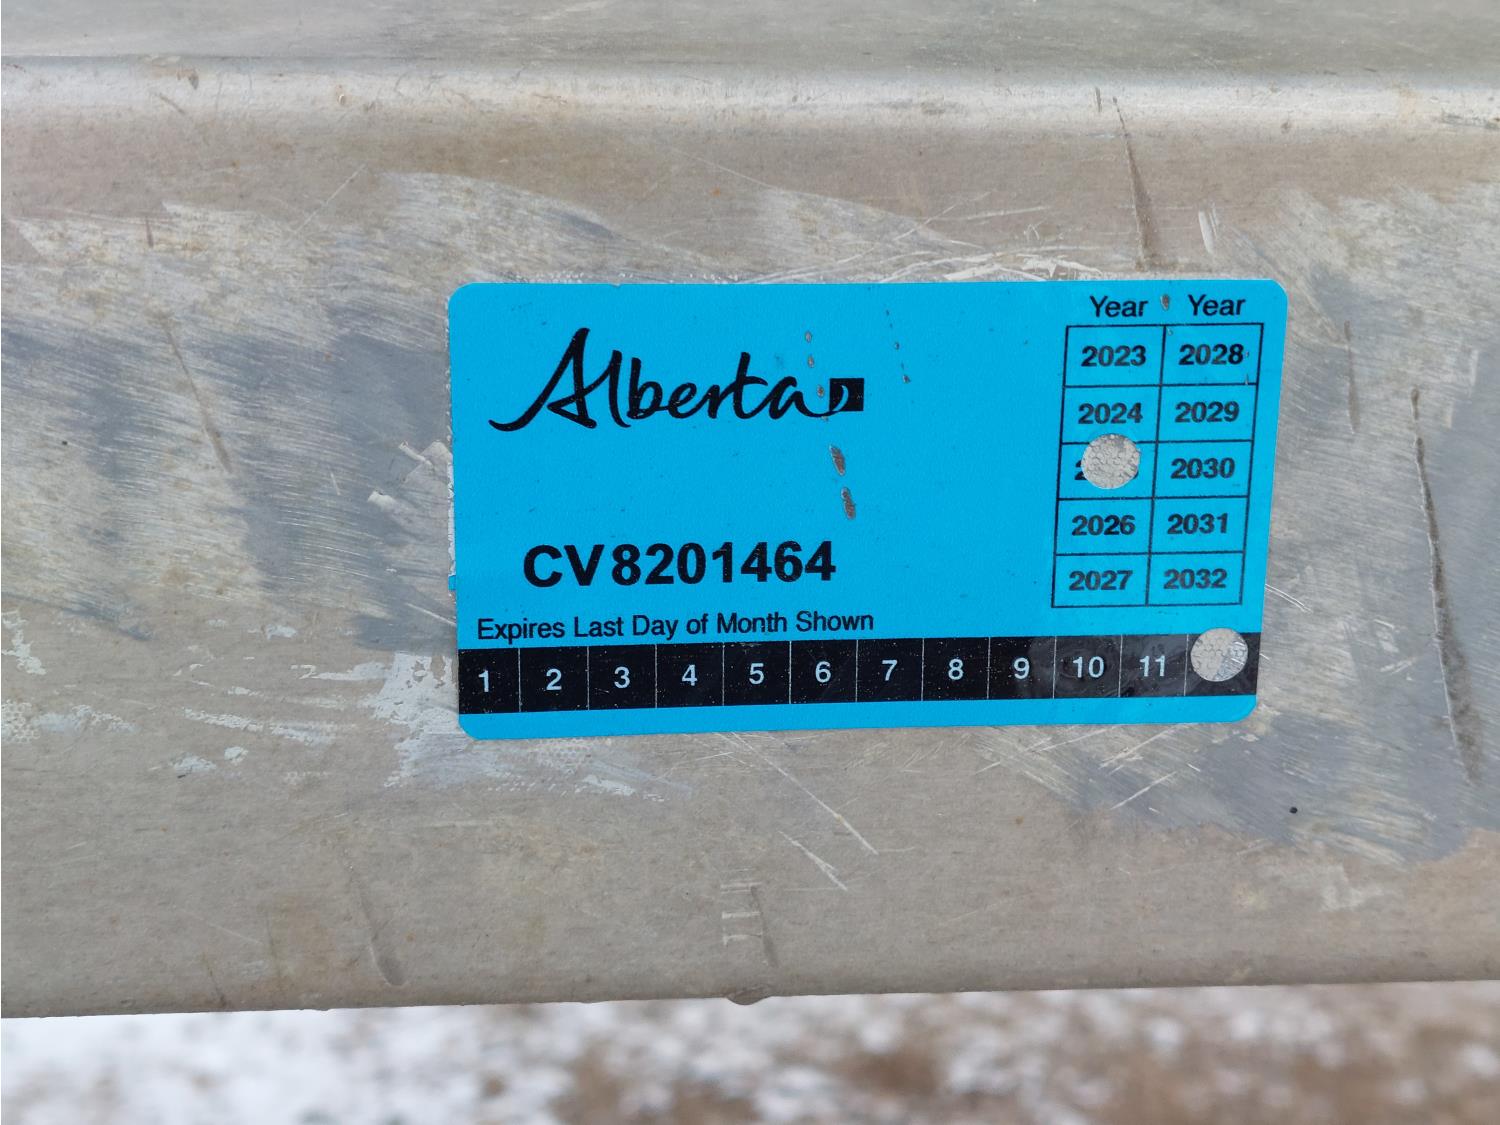 Alberta
Year Year
2023 2028
2024 2029
2030
2026 2031
2027 2032
CV8201464
Expires Last Day of Month Shown
1 2 3 4 5 6 7 8 9 10 11